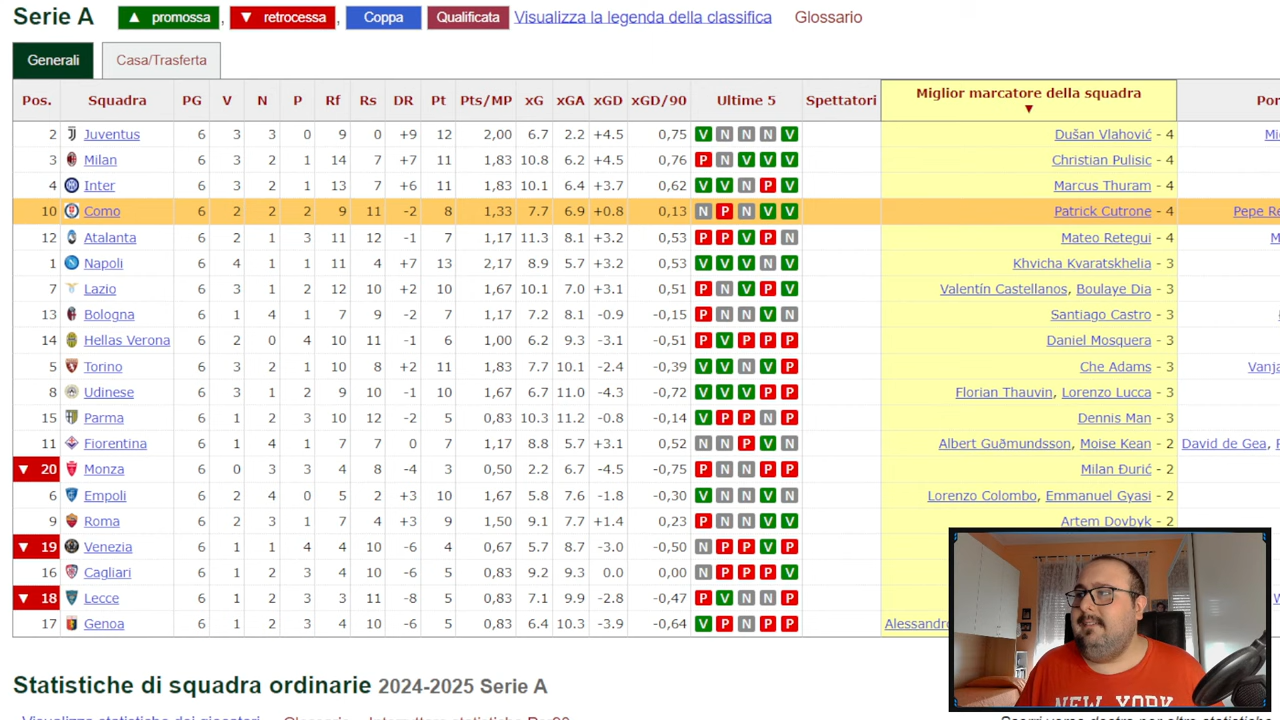 Serie A ▲ promossa, ▼ retrocessa, Coppa Qualificata Visualizza la legenda della classifica Glossario
Generali Casa/Trasferta
Pos. Squadra PG V N P Rf Rs DR Pt Pts/MP xG xGA xGD xGD/90 Ultime 5 Spettatori Miglior marcatore della squadra ▼ Por
2 Juventus 6 3 3 0 9 0 +9 12 2,00 6.7 2.2 +4.5 0,75 V N N N V Dušan Vlahović - 4 Mi
3 Milan 6 3 2 1 14 7 +7 11 1,83 10.8 6.2 +4.5 0,76 P N V V V Christian Pulisic - 4
4 Inter 6 3 2 1 13 7 +6 11 1,83 10.1 6.4 +3.7 0,62 V V N P V Marcus Thuram - 4
10 Como 6 2 2 2 9 11 -2 8 1,33 7.7 6.9 +0.8 0,13 N P N V V Patrick Cutrone - 4 Pepe Re
12 Atalanta 6 2 1 3 11 12 -1 7 1,17 11.3 8.1 +3.2 0,53 P P V P N Mateo Retegui - 4 M
1 Napoli 6 4 1 1 11 4 +7 13 2,17 8.9 5.7 +3.2 0,53 V V V N V Khvicha Kvaratskhelia - 3
7 Lazio 6 3 1 2 12 10 +2 10 1,67 10.1 7.0 +3.1 0,51 P N V P V Valentín Castellanos, Boulaye Dia - 3
13 Bologna 6 1 4 1 7 9 -2 7 1,17 7.2 8.1 -0.9 -0,15 P N N V N Santiago Castro - 3
14 Hellas Verona 6 2 0 4 10 11 -1 6 1,00 6.2 9.3 -3.1 -0,51 P V P P P Daniel Mosquera - 3
5 Torino 6 3 2 1 10 8 +2 11 1,83 7.7 10.1 -2.4 -0,39 V V N V P Che Adams - 3 Vanja
8 Udinese 6 3 1 2 9 10 -1 10 1,67 6.7 11.0 -4.3 -0,72 V V V P P Florian Thauvin, Lorenzo Lucca - 3
15 Parma 6 1 2 3 10 12 -2 5 0,83 10.3 11.2 -0.8 -0,14 V P P N P Dennis Man - 3
11 Fiorentina 6 1 4 1 7 7 0 7 1,17 8.8 5.7 +3.1 0,52 N N P V N Albert Guðmundsson, Moise Kean - 2 David de Gea,
▼ 20 Monza 6 0 3 3 4 8 -4 3 0,50 2.2 6.7 -4.5 -0,75 P N N P P Milan Đurić - 2
6 Empoli 6 2 4 0 5 2 +3 10 1,67 5.8 7.6 -1.8 -0,30 V N N V N Lorenzo Colombo, Emmanuel Gyasi - 2
9 Roma 6 2 3 1 7 4 +3 9 1,50 9.1 7.7 +1.4 0,23 P N N V V Artem Dovbyk - 2
▼ 19 Venezia 6 1 1 4 4 10 -6 4 0,67 5.7 8.7 -3.0 -0,50 N P P V P
16 Cagliari 6 1 2 3 4 10 -6 5 0,83 9.2 9.3 0.0 0,00 N P P P V
▼ 18 Lecce 6 1 2 3 3 11 -8 5 0,83 7.1 9.9 -2.8 -0,47 P V N N P
17 Genoa 6 1 2 3 4 10 -6 5 0,83 6.4 10.3 -3.9 -0,64 V P N P P Alessandro
Statistiche di squadra ordinarie 2024-2025 Serie A
Visualizza statistiche dei giocatori Glossario
NEW YORK